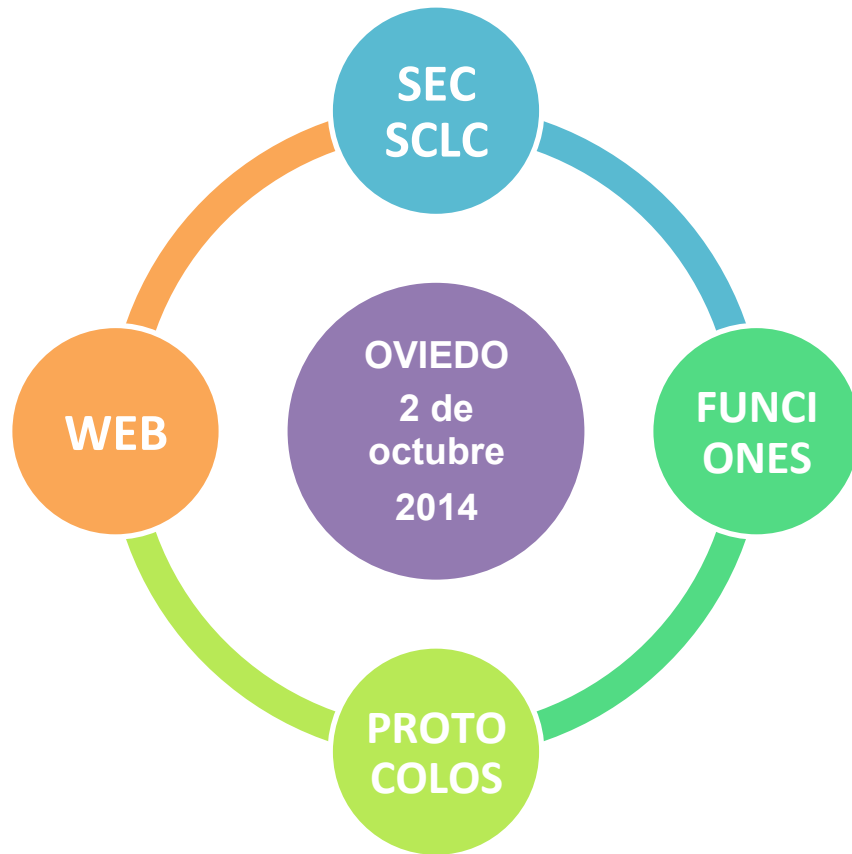 SEC
SCLC
OVIEDO
2 de
octubre
2014
WEB
FUNCI
ONES
PROTO
COLOS